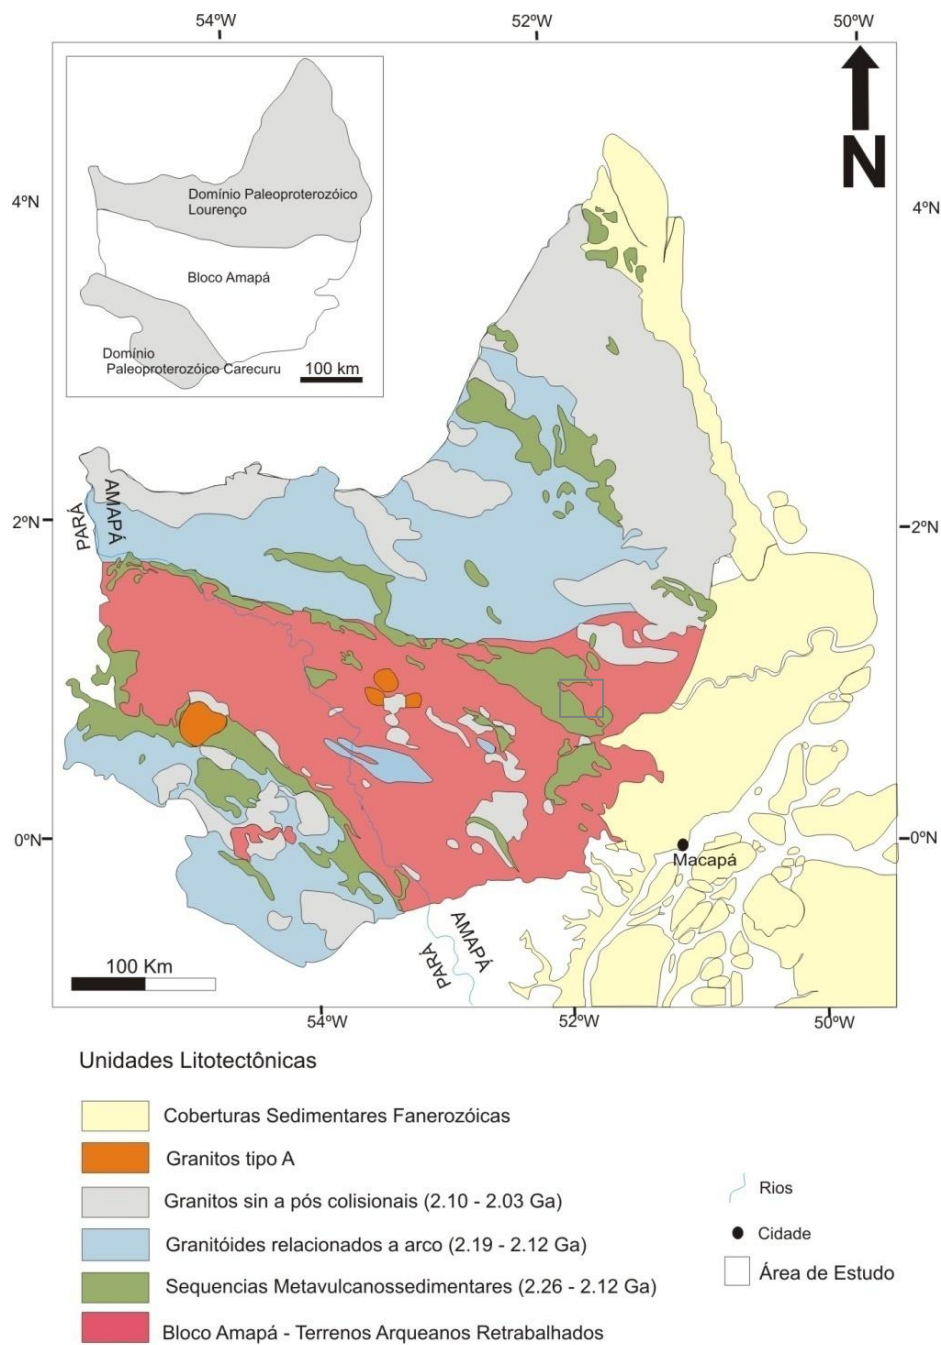 54ºW
52ºW
50ºW
4ºN
4ºN
Domínio Paleoproterozóico
Lourenço
Bloco Amapá
Domínio
Paleoproterozóico Carecuru
100 km
N
2ºN
2ºN
PARÁ
AMAPÁ
0ºN
0ºN
Macapá
AMAPÁ
PARÁ
100 Km
54ºW
52ºW
50ºW
Unidades Litotectônicas
Coberturas Sedimentares Fanerozóicas
Granitos tipo A
Granitos sin a pós colisionais (2.10 - 2.03 Ga)
Granitóides relacionados a arco (2.19 - 2.12 Ga)
Sequencias Metavulcanossedimentares (2.26 - 2.12 Ga)
Bloco Amapá - Terrenos Arqueanos Retrabalhados
Rios
Cidade
Área de Estudo